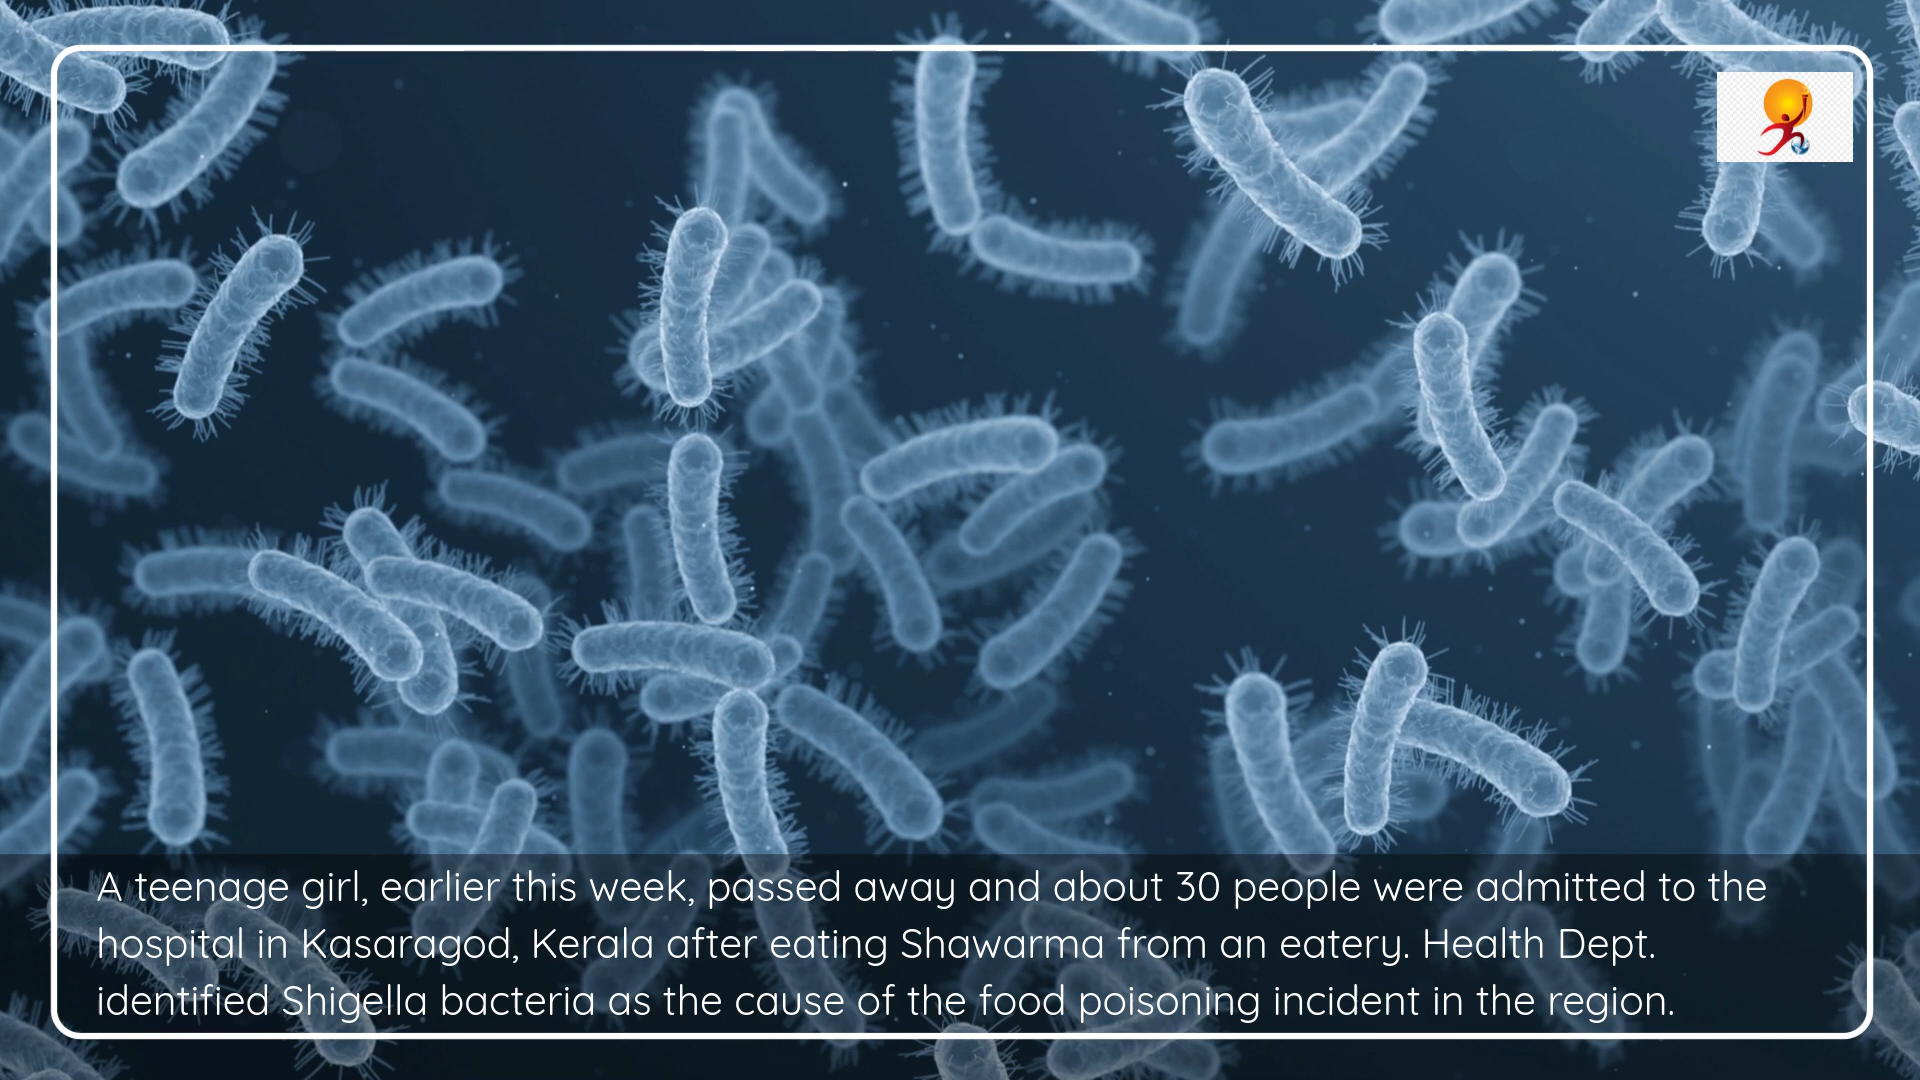 A teenage girl, earlier this week, passed away and about 30 people were admitted to the
hospital in Kasaragod, Kerala after eating Shawarma from an eatery. Health Dept.
identified Shigella bacteria as the cause of the food poisoning incident in the region.